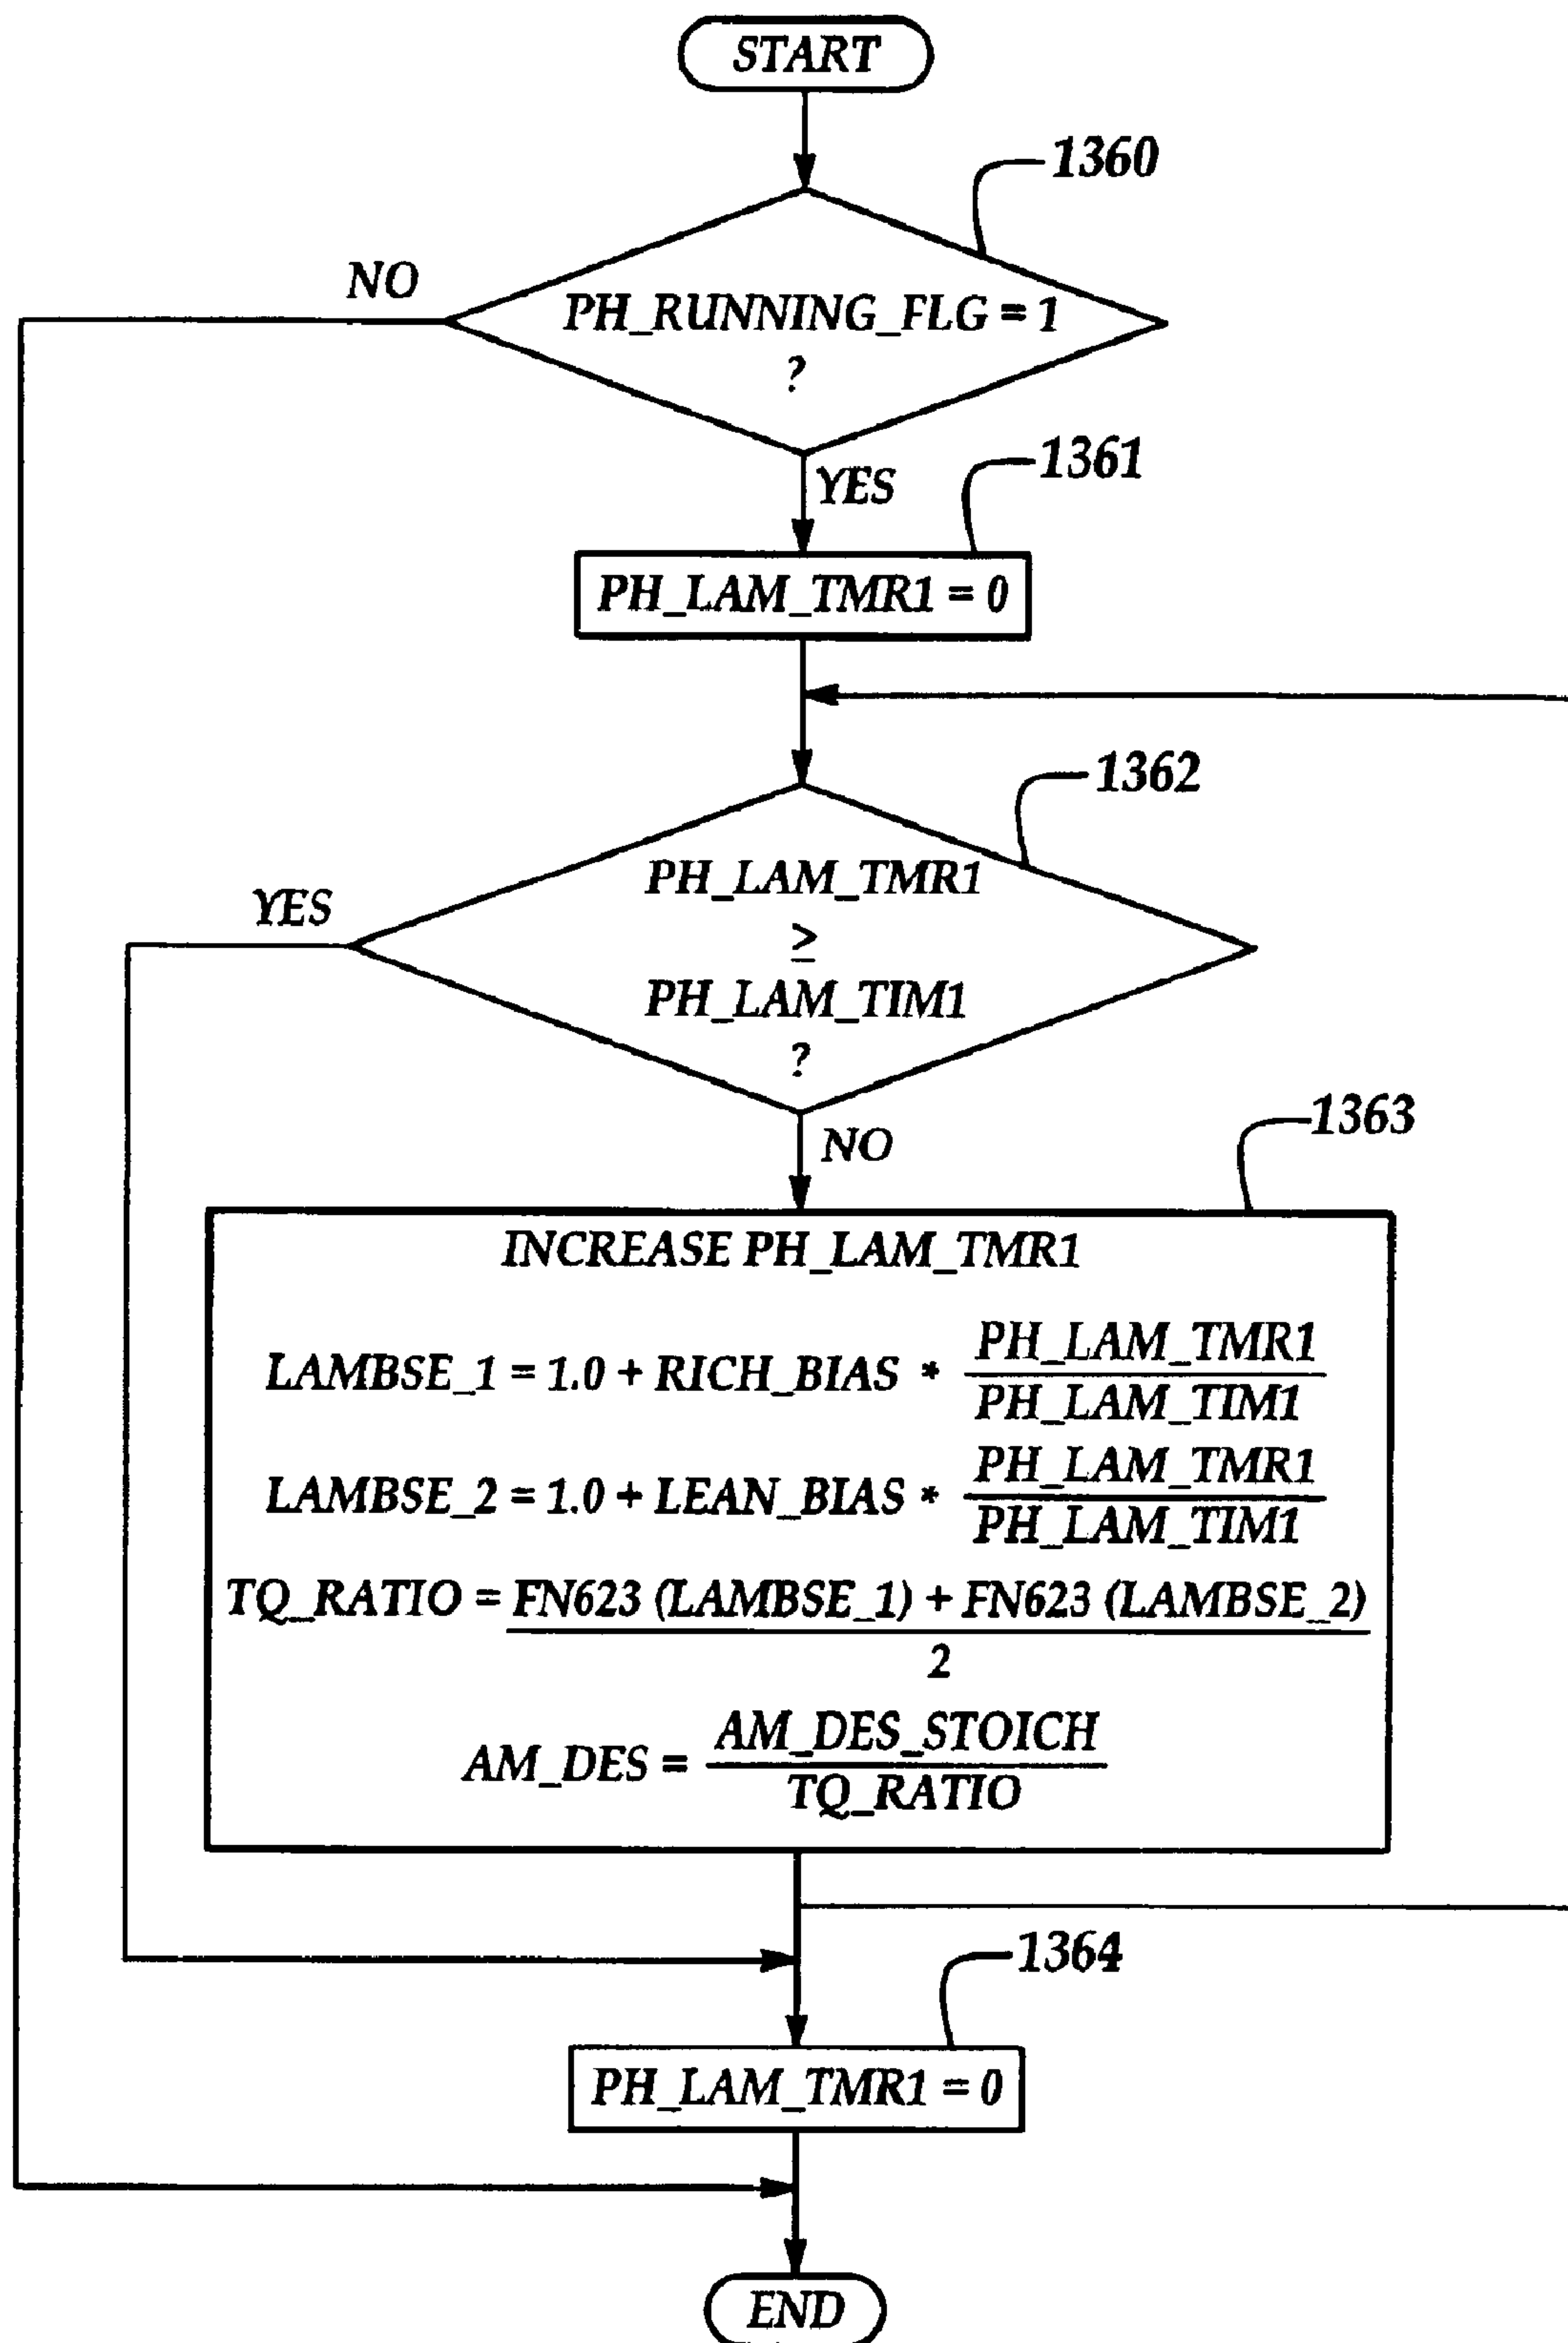 START
1360
NO
PH_RUNNING_FLG = 1
?
YES
1361
PH_LAM_TMR1 = 0
1362
YES
PH_LAM_TMR1
≥
PH_LAM_TIM1
?
NO
1363
INCREASE PH_LAM_TMR1
LAMBSE_1 = 1.0 + RICH_BIAS * PH_LAM_TMR1
PH_LAM_TIM1
LAMBSE_2 = 1.0 + LEAN_BIAS * PH_LAM_TMR1
PH_LAM_TIM1
TQ_RATIO = FN623 (LAMBSE_1) + FN623 (LAMBSE_2)
2
AM_DES = AM_DES_STOICH
TQ_RATIO
1364
PH_LAM_TMR1 = 0
END